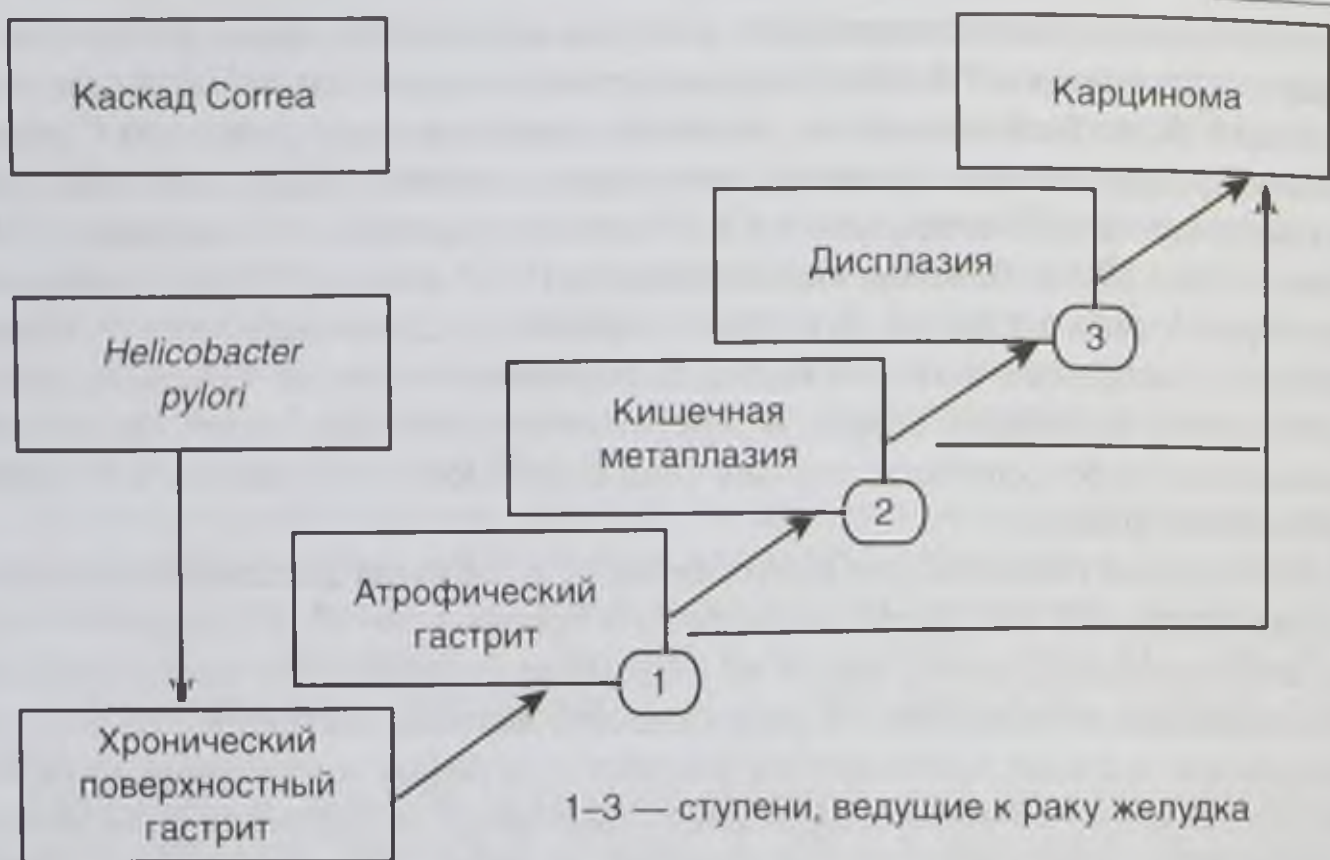 Каскад Correa
Карцинома
Дисплазия
3
Helicobacter
pylori
Кишечная
метаплазия
2
Атрофический
гастрит
1
Хронический
поверхностный
гастрит
1–3 — ступени, ведущие к раку желудка